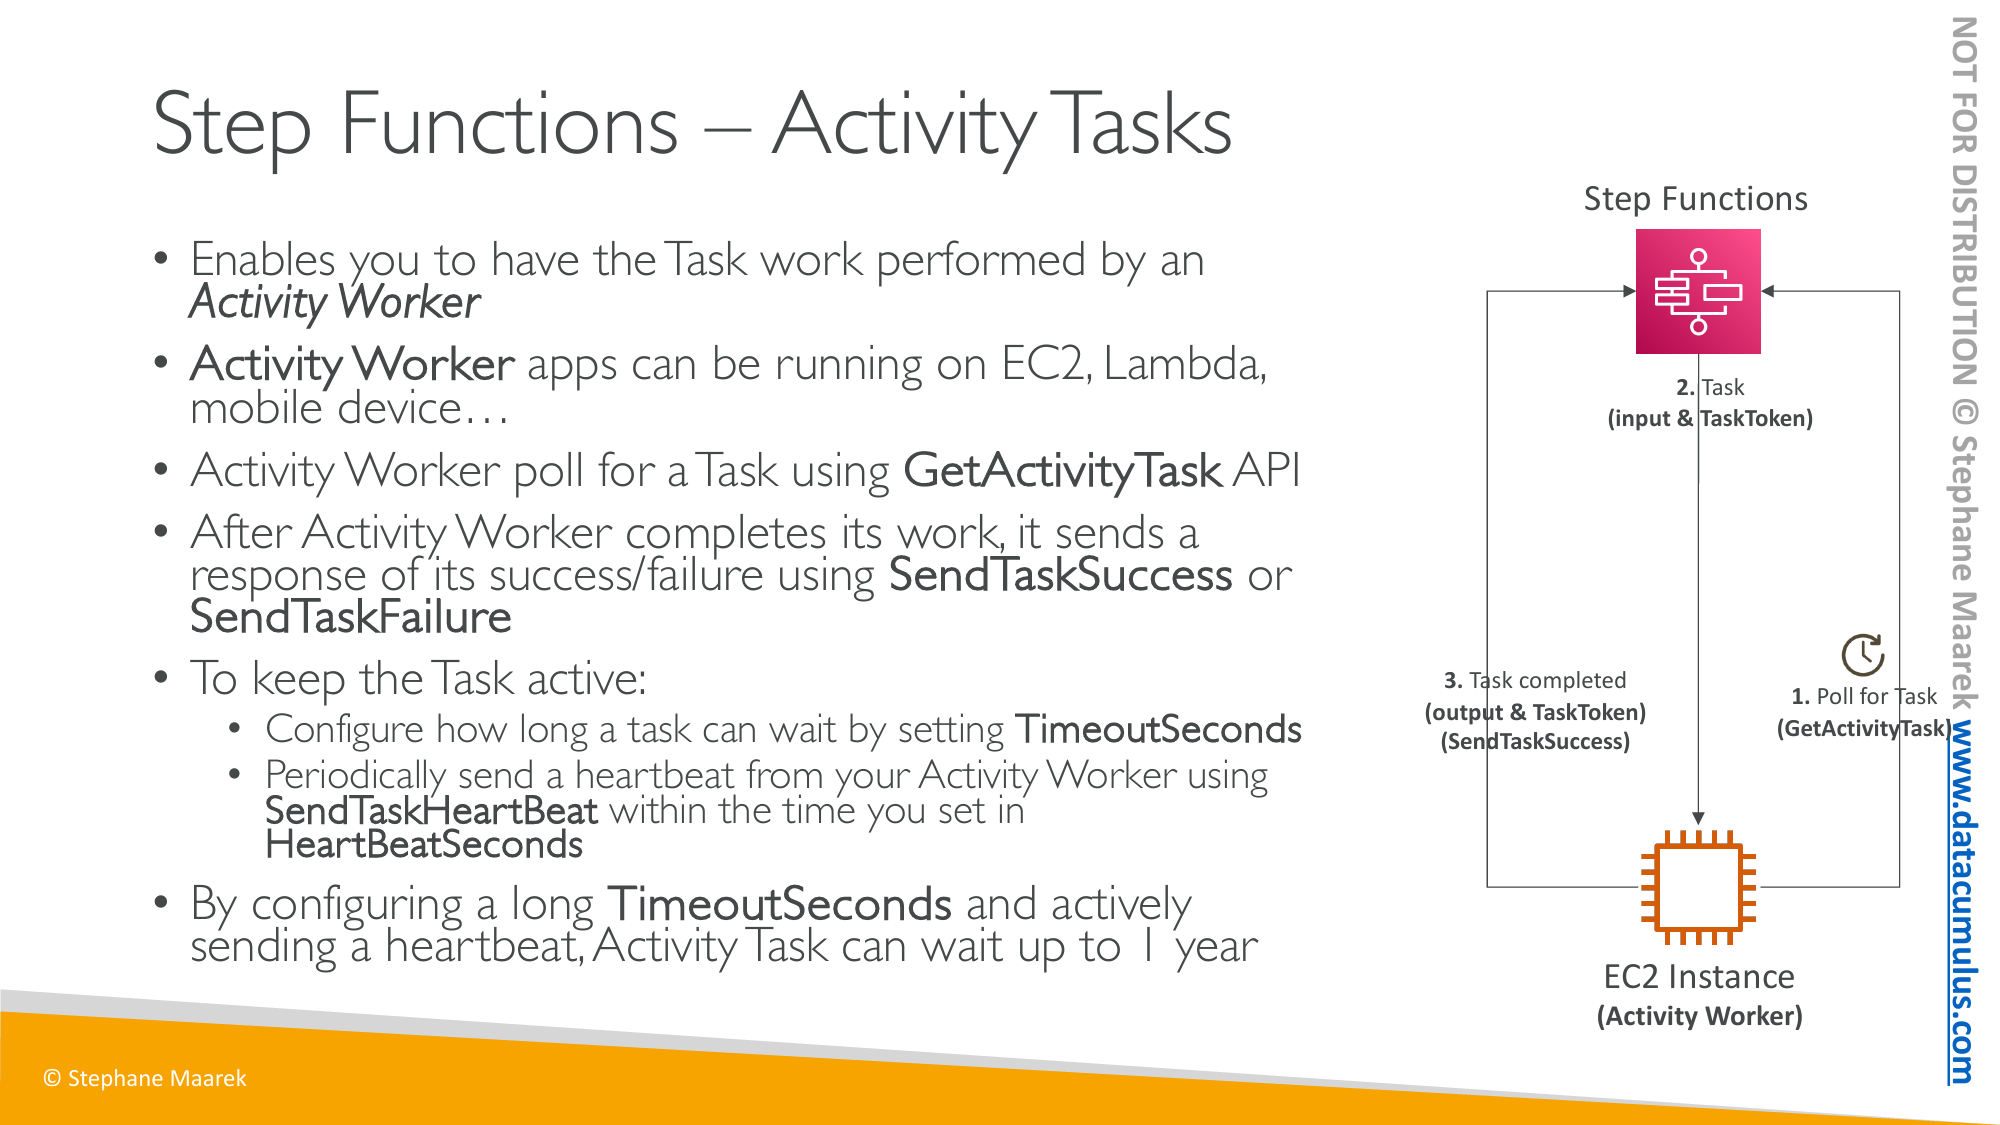 Step Functions – Activity Tasks
• Enables you to have the Task work performed by an
Activity Worker
• Activity Worker apps can be running on EC2, Lambda,
mobile device…
• Activity Worker poll for a Task using GetActivityTask API
• After Activity Worker completes its work, it sends a
response of its success/failure using SendTaskSuccess or
SendTaskFailure
• To keep the Task active:
• Configure how long a task can wait by setting TimeoutSeconds
• Periodically send a heartbeat from your Activity Worker using
SendTaskHeartBeat within the time you set in
HeartBeatSeconds
• By configuring a long TimeoutSeconds and actively
sending a heartbeat, Activity Task can wait up to 1 year
Step Functions
2. Task
(input & TaskToken)
3. Task completed
(output & TaskToken)
(SendTaskSuccess)
1. Poll for Task
(GetActivityTask)
EC2 Instance
(Activity Worker)
NOT FOR DISTRIBUTION © Stephane Maarek www.datacumulus.com
© Stephane Maarek